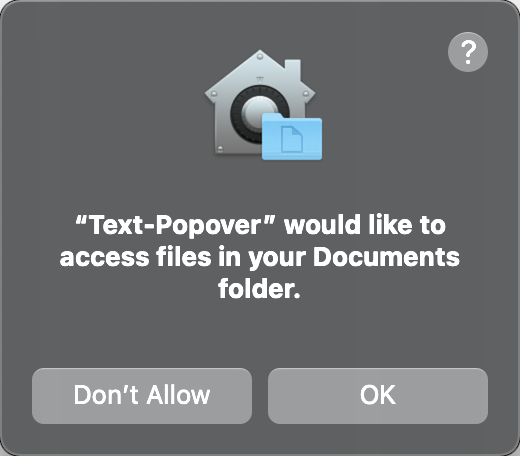 ?
“Text-Popover” would like to
access files in your Documents
folder.
Don’t Allow
OK